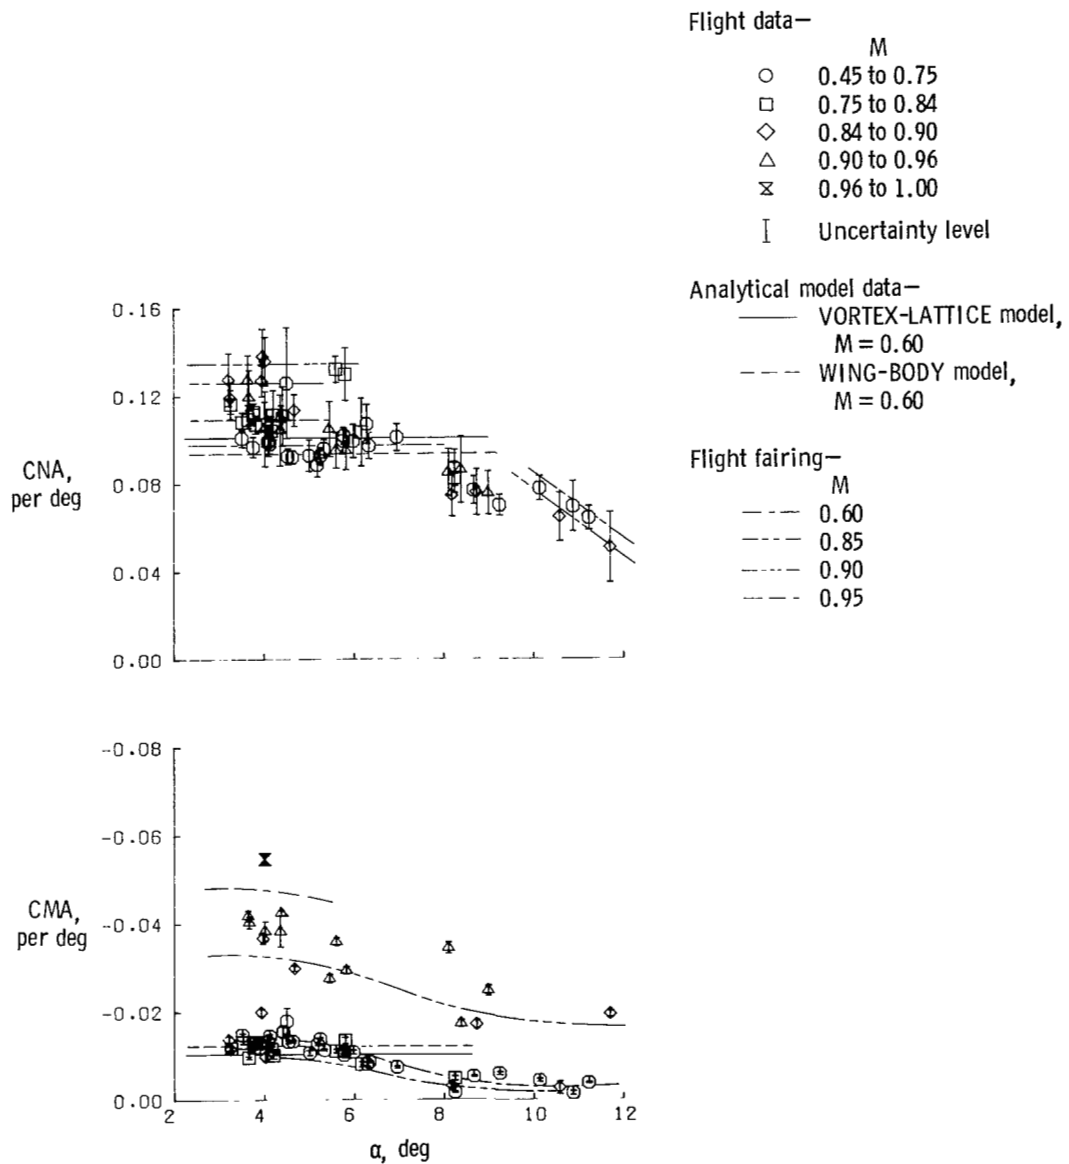 Flight data—
M
0.45 to 0.75
0.75 to 0.84
0.84 to 0.90
0.90 to 0.96
0.96 to 1.00
Uncertainty level
Analytical model data—
VORTEX-LATTICE model,
M = 0.60
WING-BODY model,
M = 0.60
Flight fairing—
M
0.60
0.85
0.90
0.95
0.16
0.12
CNA,
per deg
0.08
0.04
0.00
-0.08
-0.06
CMA,
per deg
-0.04
-0.02
0.00
2 4 6 8 10 12
α, deg